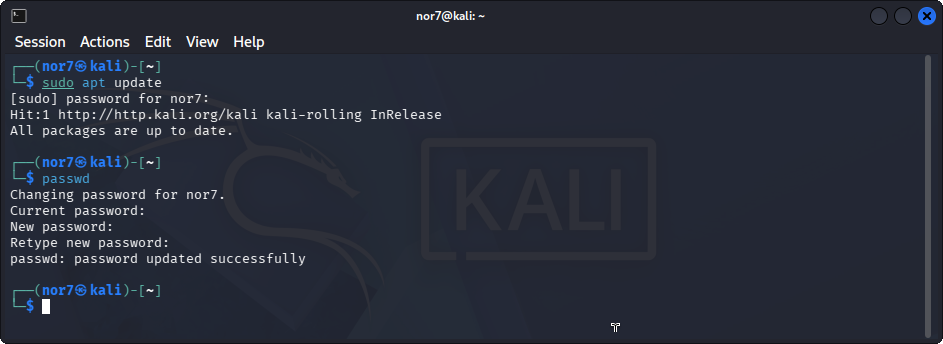 nor7@kali: ~
Session Actions Edit View Help
┌──(nor7㉿kali)-[~]
└─$ sudo apt update
[sudo] password for nor7:
Hit:1 http://http.kali.org/kali kali-rolling InRelease
All packages are up to date.
┌──(nor7㉿kali)-[~]
└─$ passwd
Changing password for nor7.
Current password:
New password:
Retype new password:
passwd: password updated successfully
┌──(nor7㉿kali)-[~]
└─$
KALI